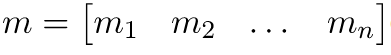 m = [m₁ m₂ … mₙ]